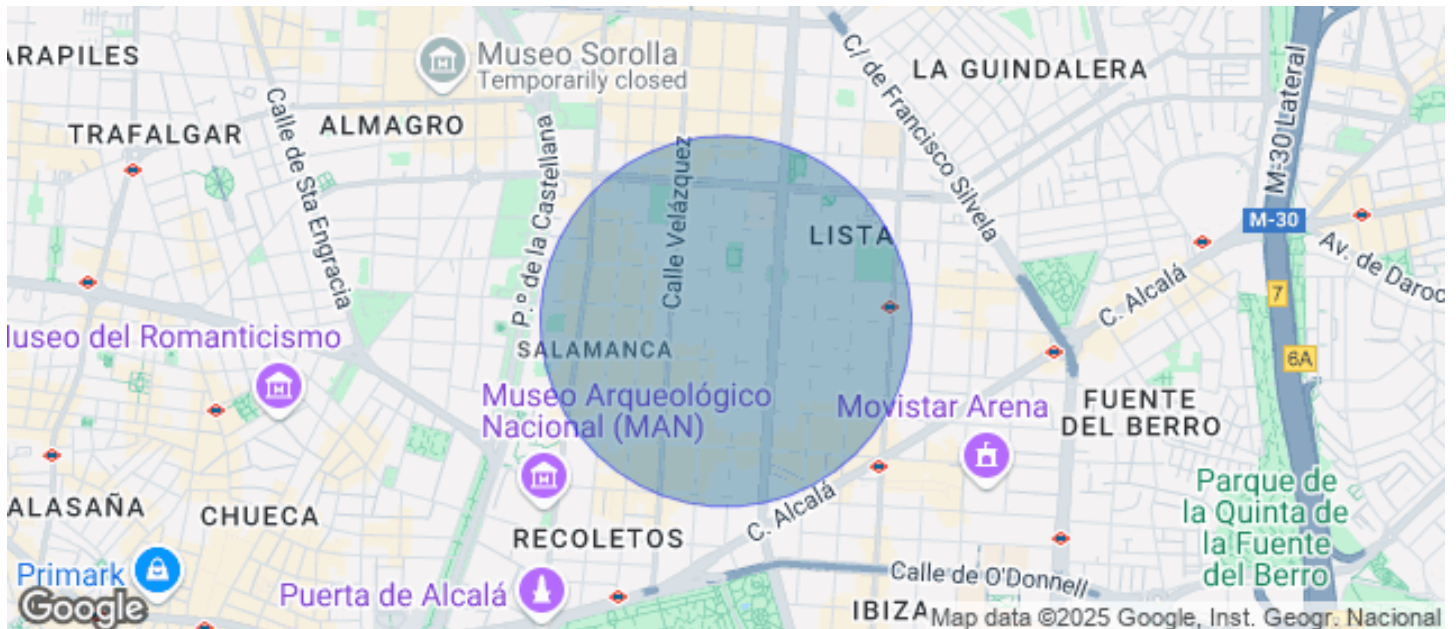 ARAPILES
Museo Sorolla
Temporarily closed
C/ de Francisco Silvela
LA GUINDALERA
M-30 Lateral
TRAFALGAR
ALMAGRO
Calle de Sta Engracia
P.º de la Castellana
Calle Velázquez
LISTA
M-30
Av. de Daroc
C. Alcalá
7
6A
Museo del Romanticismo
SALAMANCA
Museo Arqueológico
Nacional (MAN)
Movistar Arena
FUENTE
DEL BERRO
ALASAÑA
CHUECA
RECOLETOS
C. Alcalá
Parque de
la Quinta de
la Fuente
del Berro
Primark
Puerta de Alcalá
Calle de O'Donnell
IBIZA
Google
Map data ©2025 Google, Inst. Geogr. Nacional